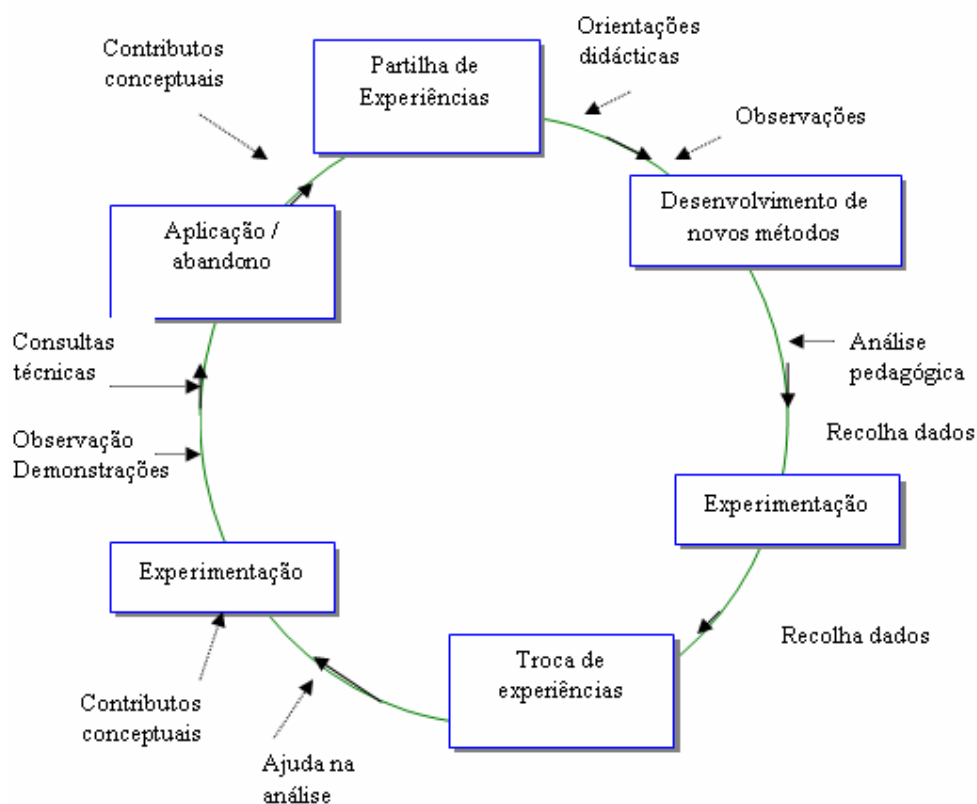 Contributos
conceptuais
Partilha de
Experiências
Orientações
didácticas
Observações
Desenvolvimento de
novos métodos
Aplicação /
abandono
Análise
pedagógica
Consultas
técnicas
Recolha dados
Observação
Demonstrações
Experimentação
Experimentação
Recolha dados
Troca de
experiências
Contributos
conceptuais
Ajuda na
análise